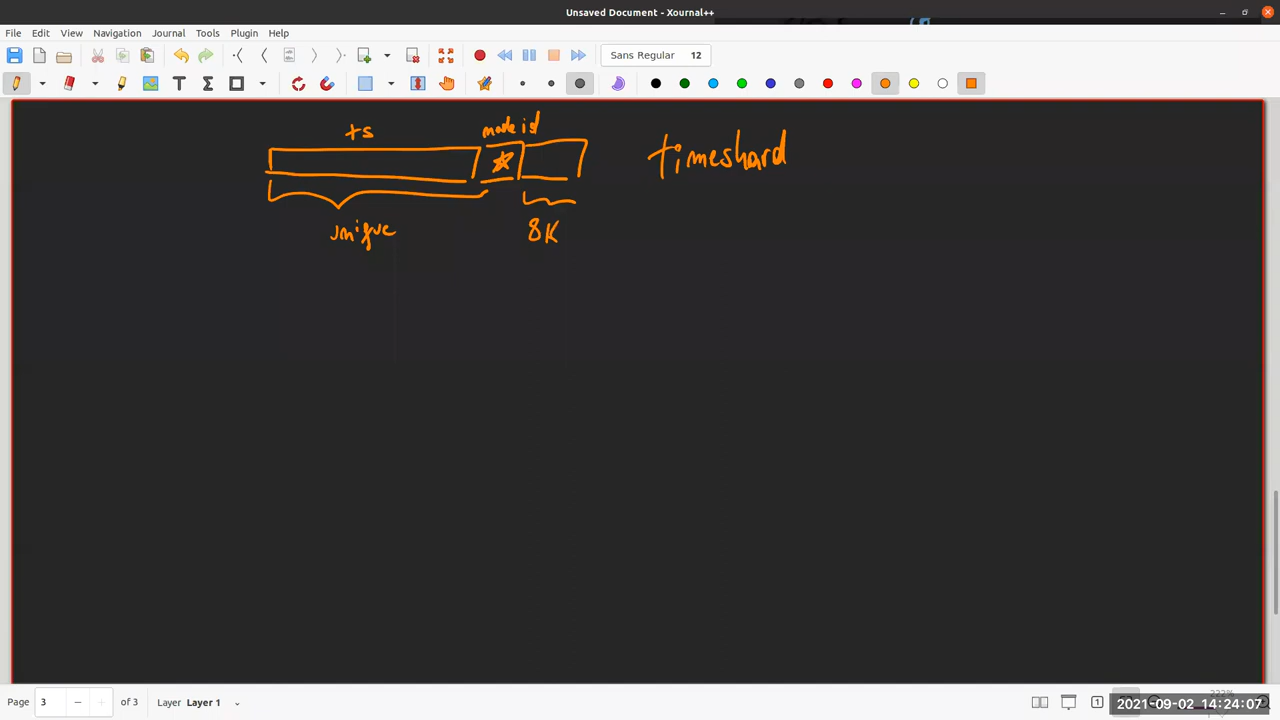 Unsaved Document - Xournal++
File Edit View Navigation Journal Tools Plugin Help
Sans Regular 12
ts
node id
timeshard
unique
8K
Page 3 of 3 Layer Layer 1
2021-09-02 14:24:07